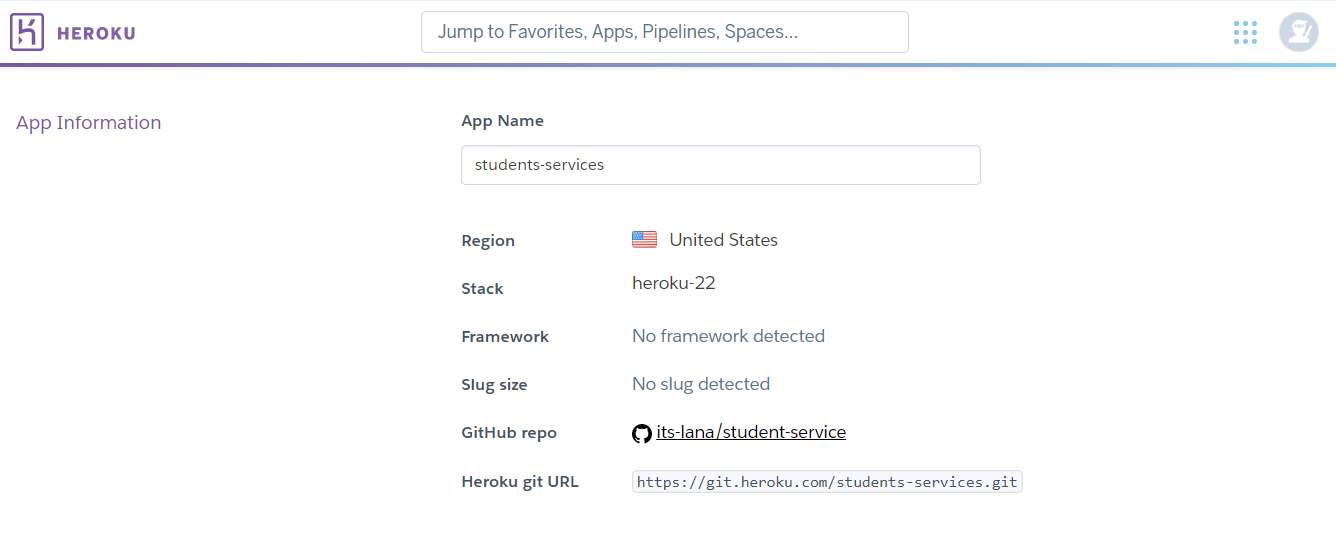 HEROKU
Jump to Favorites, Apps, Pipelines, Spaces...
App Information
App Name
students-services
Region United States
Stack heroku-22
Framework No framework detected
Slug size No slug detected
GitHub repo its-lana/student-service
Heroku git URL https://git.heroku.com/students-services.git